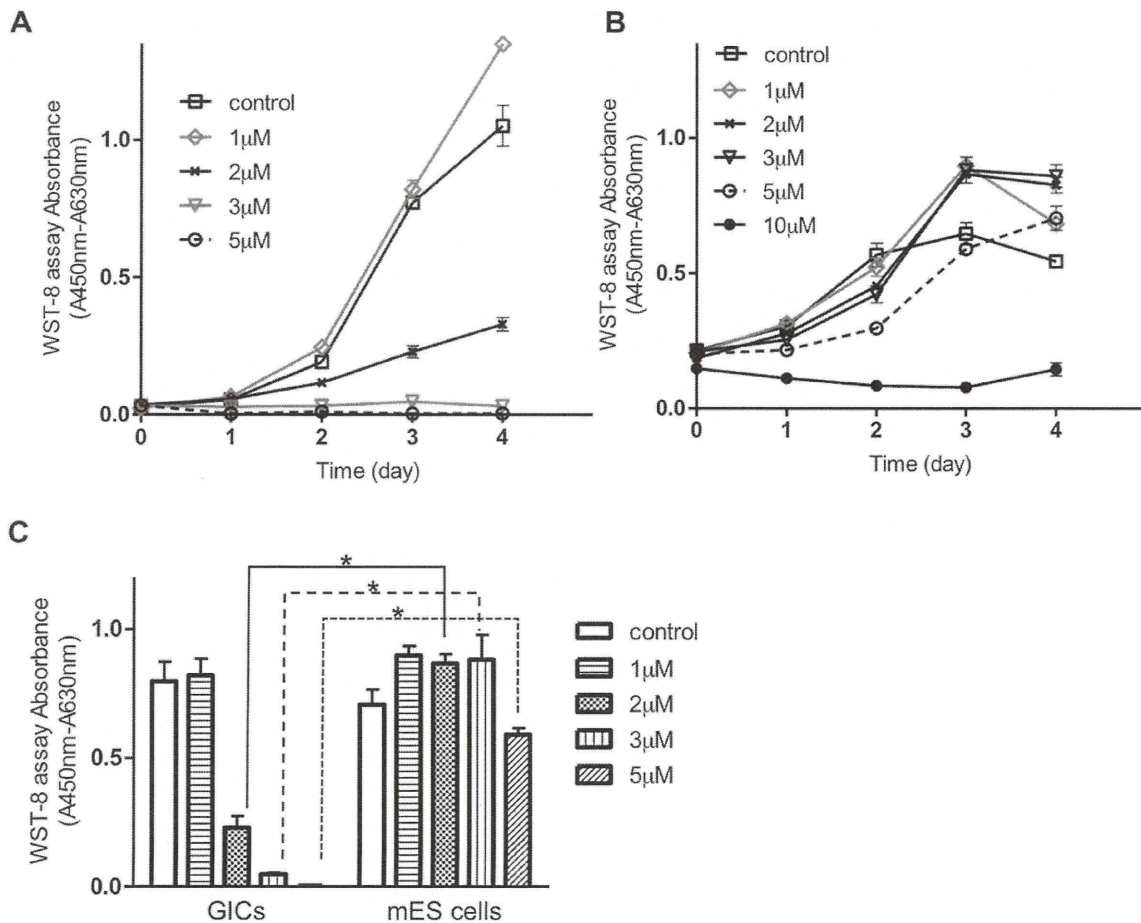 A
WST-8 assay Absorbance
(A450nm-A630nm)
1.0
0.5
0.0
control
1µM
2µM
3µM
5µM
0 1 2 3 4
Time (day)
B
WST-8 assay Absorbance
(A450nm-A630nm)
1.0
0.5
0.0
control
1µM
2µM
3µM
5µM
10µM
0 1 2 3 4
Time (day)
C
WST-8 assay Absorbance
(A450nm-A630nm)
1.0
0.5
0.0
*
*
*
GICs mES cells
control
1µM
2µM
3µM
5µM